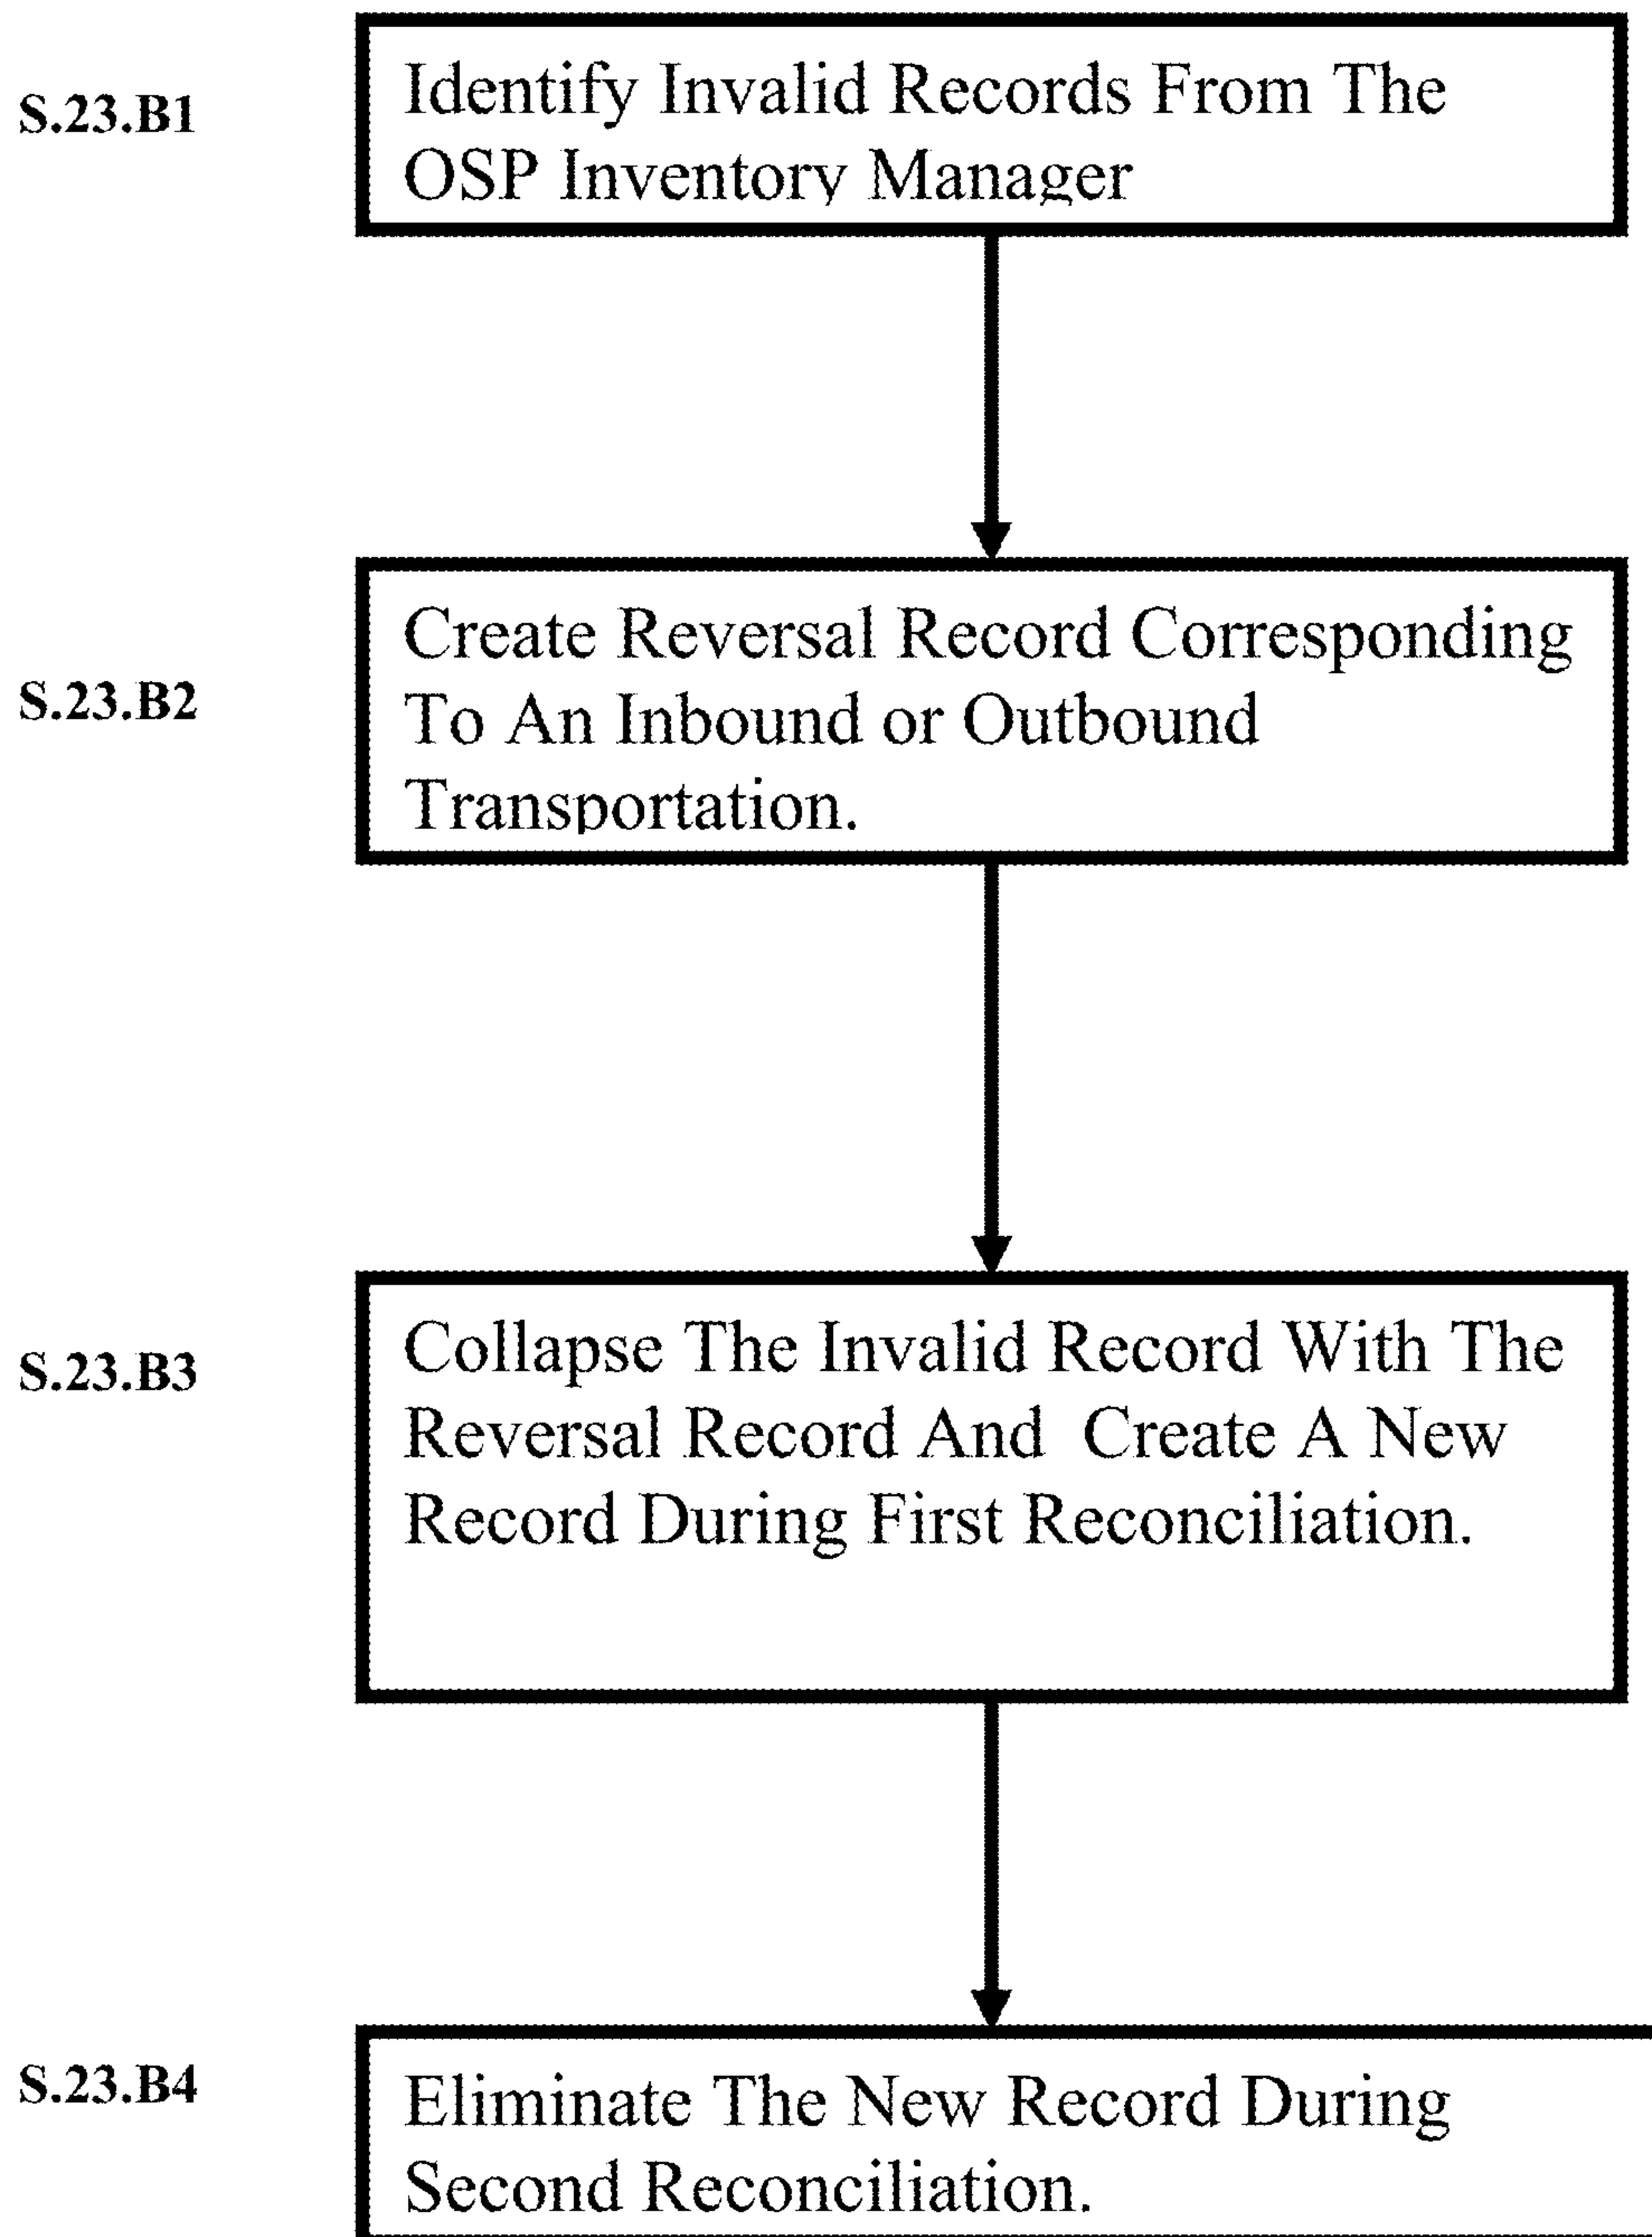 S.23.B1
Identify Invalid Records From The
OSP Inventory Manager
S.23.B2
Create Reversal Record Corresponding
To An Inbound or Outbound
Transportation.
S.23.B3
Collapse The Invalid Record With The
Reversal Record And  Create A New
Record During First Reconciliation.
S.23.B4
Eliminate The New Record During
Second Reconciliation.